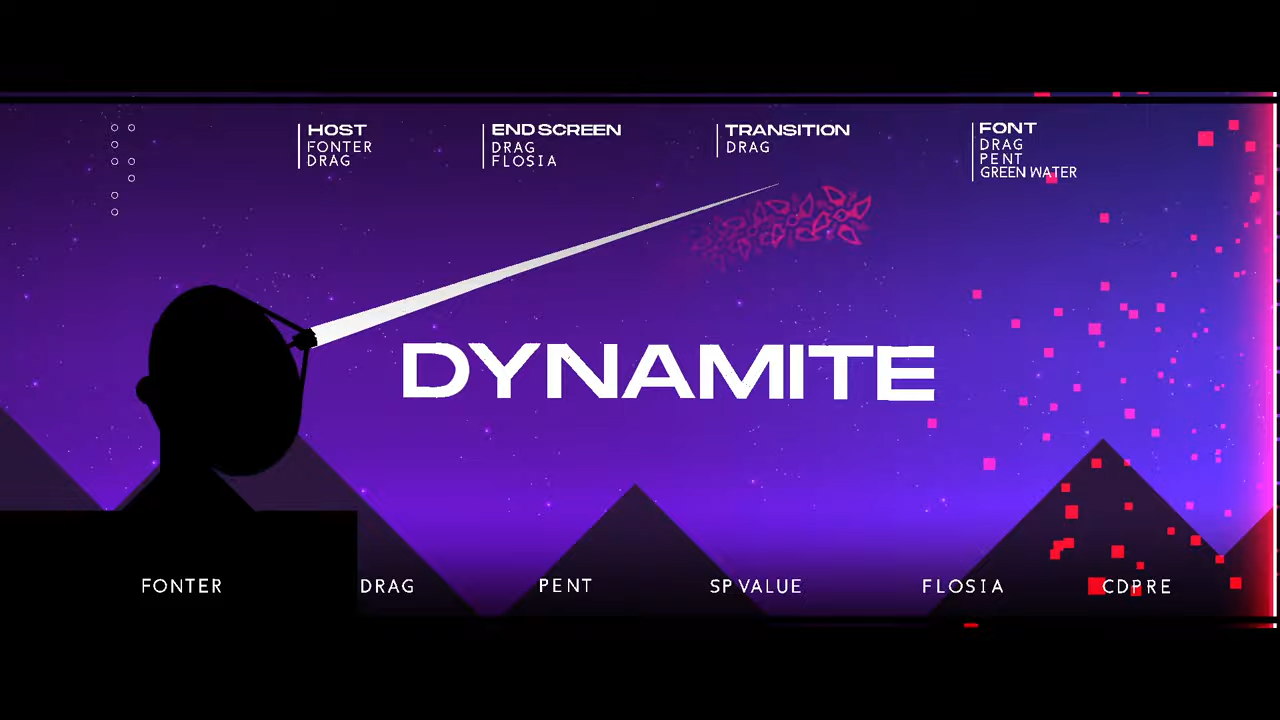 HOST
FONTER
DRAG
END SCREEN
DRAG
FLOSIA
TRANSITION
DRAG
FONT
DRAG
PENT
GREEN WATER
DYNAMITE
FONTER DRAG PENT SP VALUE FLOSIA CDPRE